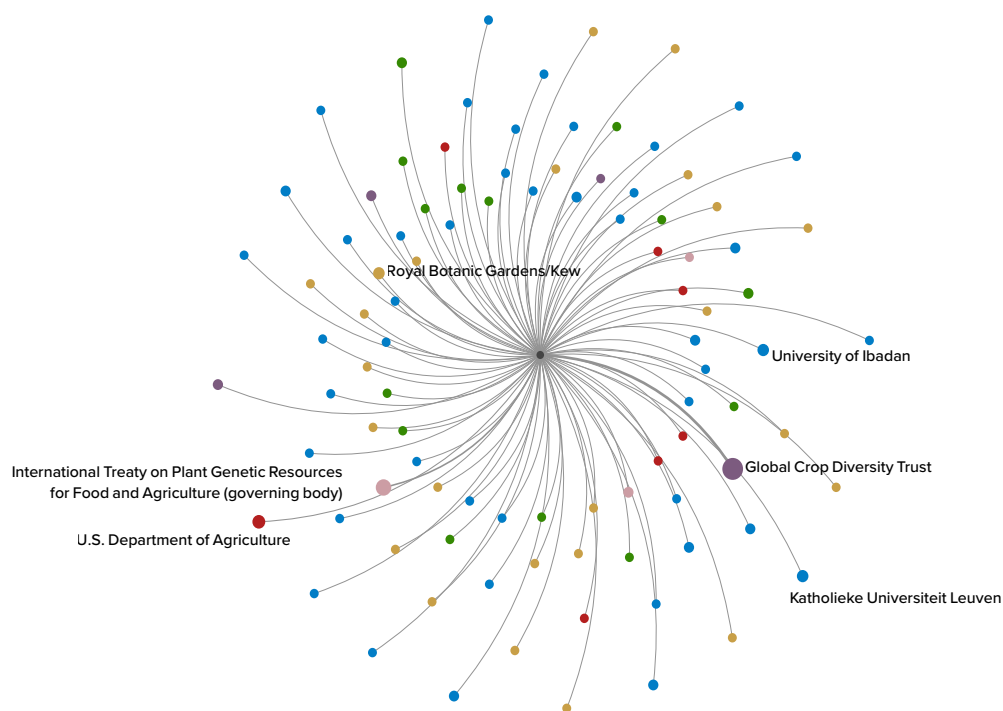 Royal Botanic Gardens/Kew
University of Ibadan
Global Crop Diversity Trust
International Treaty on Plant Genetic Resources
for Food and Agriculture (governing body)
U.S. Department of Agriculture
Katholieke Universiteit Leuven